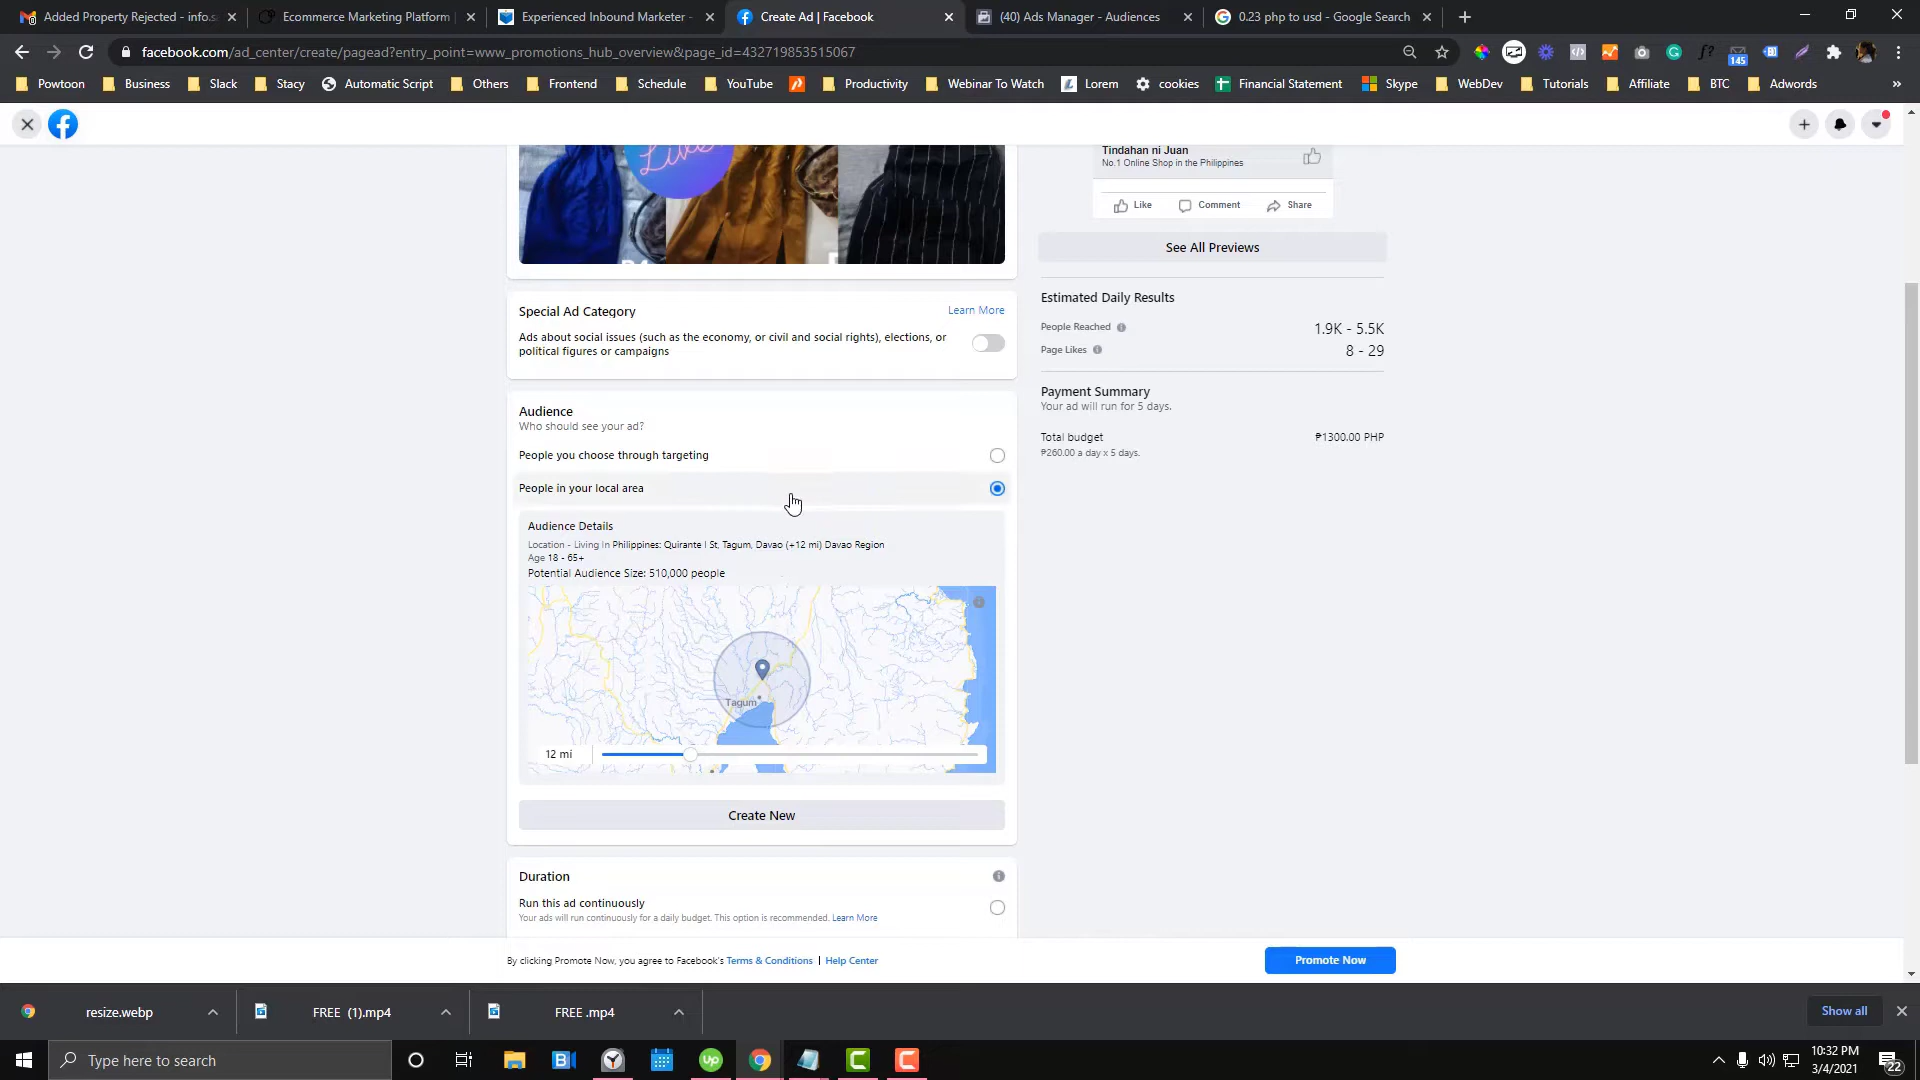 Added Property Rejected - info.s
Ecommerce Marketing Platform
Experienced Inbound Marketer -
Create Ad | Facebook
(40) Ads Manager - Audiences
0.23 php to usd - Google Search
facebook.com/ad_center/create/pagead?entry_point=www_promotions_hub_overview&page_id=432719853515067
145
Powtoon
Business
Slack
Stacy
Automatic Script
Others
Frontend
Schedule
YouTube
Productivity
Webinar To Watch
Lorem
cookies
Financial Statement
Skype
WebDev
Tutorials
Affiliate
BTC
Adwords
Live
Tindahan ni Juan
No.1 Online Shop in the Philippines
Like
Comment
Share
See All Previews
Special Ad Category
Learn More
Ads about social issues (such as the economy, or civil and social rights), elections, or
political figures or campaigns
Estimated Daily Results
People Reached
1.9K - 5.5K
Page Likes
8 - 29
Payment Summary
Your ad will run for 5 days.
Total budget
₱1300.00 PHP
₱260.00 a day x 5 days.
Audience
Who should see your ad?
People you choose through targeting
People in your local area
Audience Details
Location - Living In Philippines: Quirante I St, Tagum, Davao (+12 mi) Davao Region
Age 18 - 65+
Potential Audience Size: 510,000 people
Tagum
12 mi
Create New
Duration
Run this ad continuously
Your ads will run continuously for a daily budget. This option is recommended. Learn More
By clicking Promote Now, you agree to Facebook's Terms & Conditions | Help Center
Promote Now
resize.webp
FREE (1).mp4
FREE .mp4
Show all
Type here to search
10:32 PM
3/4/2021
22